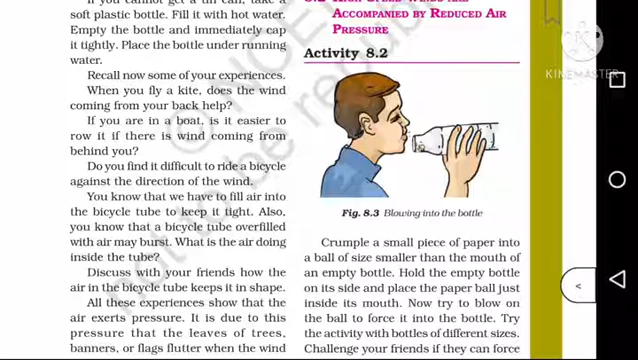 If you cannot get a tin can, take a
soft plastic bottle. Fill it with hot water.
Empty the bottle and immediately cap
it tightly. Place the bottle under running
water.
Recall now some of your experiences.
When you fly a kite, does the wind
coming from your back help?
If you are in a boat, is it easier to
row it if there is wind coming from
behind you?
Do you find it difficult to ride a bicycle
against the direction of the wind.
You know that we have to fill air into
the bicycle tube to keep it tight. Also,
you know that a bicycle tube overfilled
with air may burst. What is the air doing
inside the tube?
Discuss with your friends how the
air in the bicycle tube keeps it in shape.
All these experiences show that the
air exerts pressure. It is due to this
pressure that the leaves of trees,
banners, or flags flutter when the wind
HIGH SPEED WINDS ARE
ACCOMPANIED BY REDUCED AIR
PRESSURE
Activity 8.2
Fig. 8.3 Blowing into the bottle
Crumple a small piece of paper into
a ball of size smaller than the mouth of
an empty bottle. Hold the empty bottle
on its side and place the paper ball just
inside its mouth. Now try to blow on
the ball to force it into the bottle. Try
the activity with bottles of different sizes.
Challenge your friends if they can force
KINEMASTER
© 
not to be republished